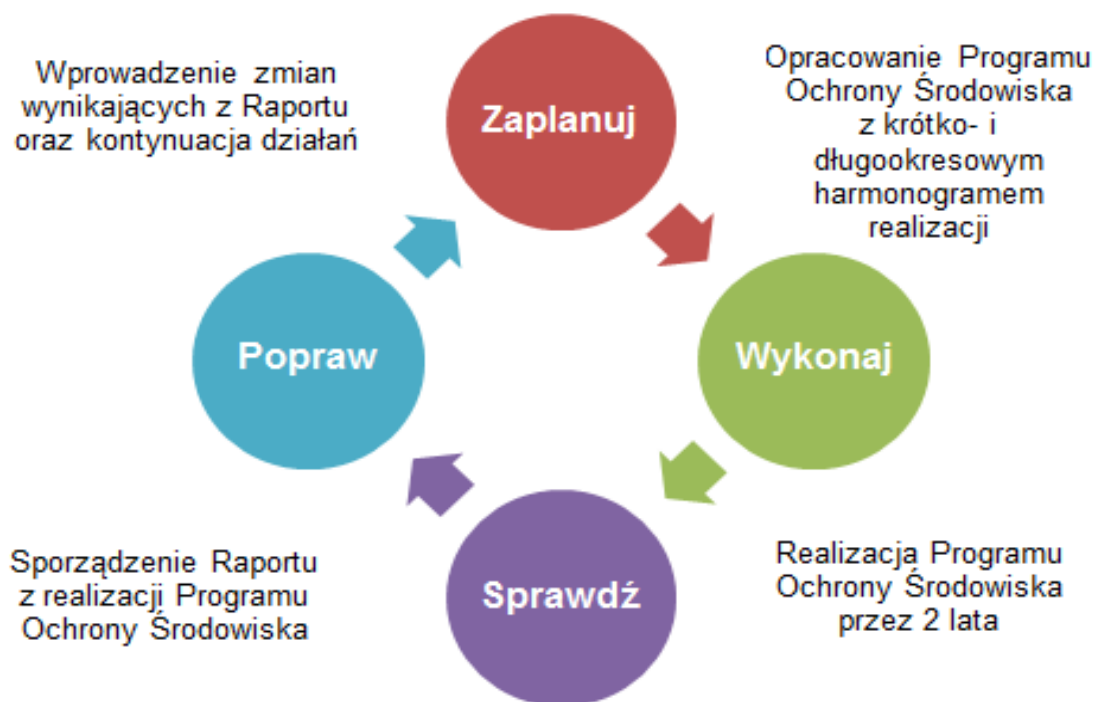 Zaplanuj
Opracowanie Programu
Ochrony Środowiska
z krótko- i
długookresowym
harmonogramem
realizacji
Wykonaj
Realizacja Programu
Ochrony Środowiska
przez 2 lata
Sprawdź
Sporządzenie Raportu
z realizacji Programu
Ochrony Środowiska
Popraw
Wprowadzenie zmian
wynikających z Raportu
oraz kontynuacja działań